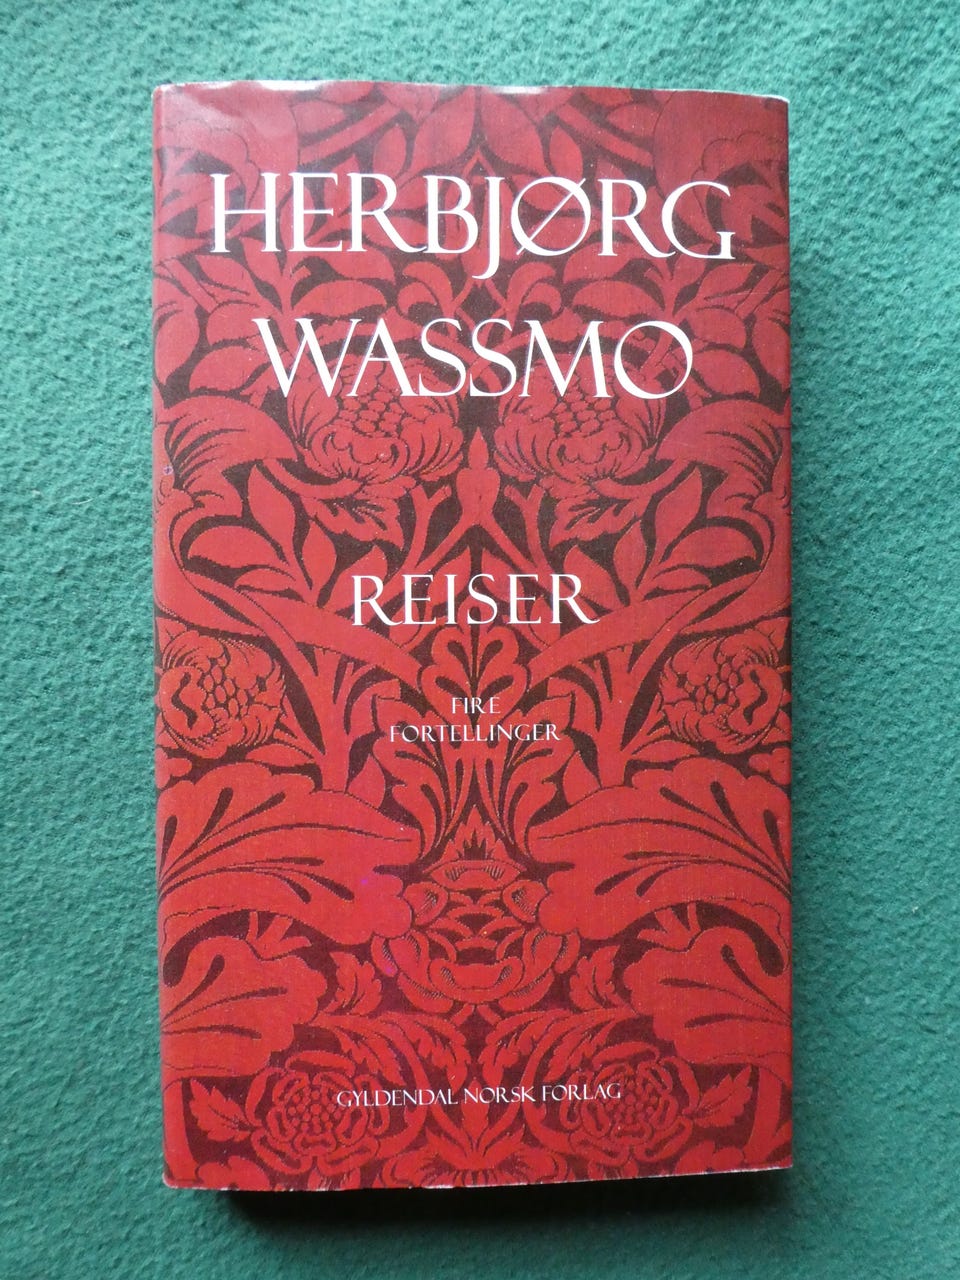 HERBJØRG
WASSMO
REISER
FIRE
FORTELLINGER
GYLDENDAL NORSK FORLAG